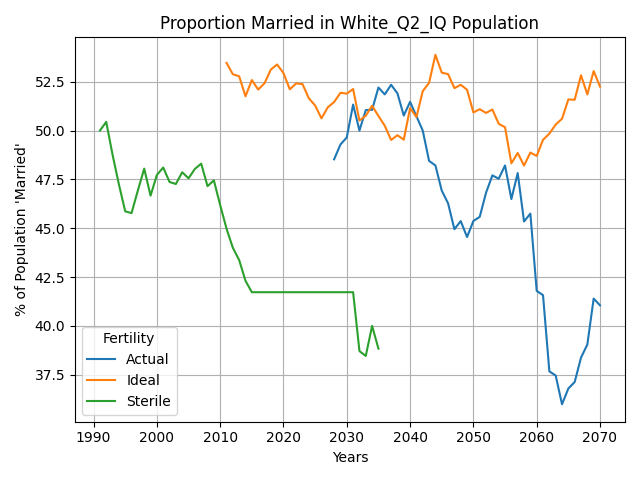 Proportion Married in White_Q2_IQ Population
% of Population 'Married'
52.5
50.0
47.5
45.0
42.5
40.0
37.5
Fertility
Actual
Ideal
Sterile
1990 2000 2010 2020 2030 2040 2050 2060 2070
Years